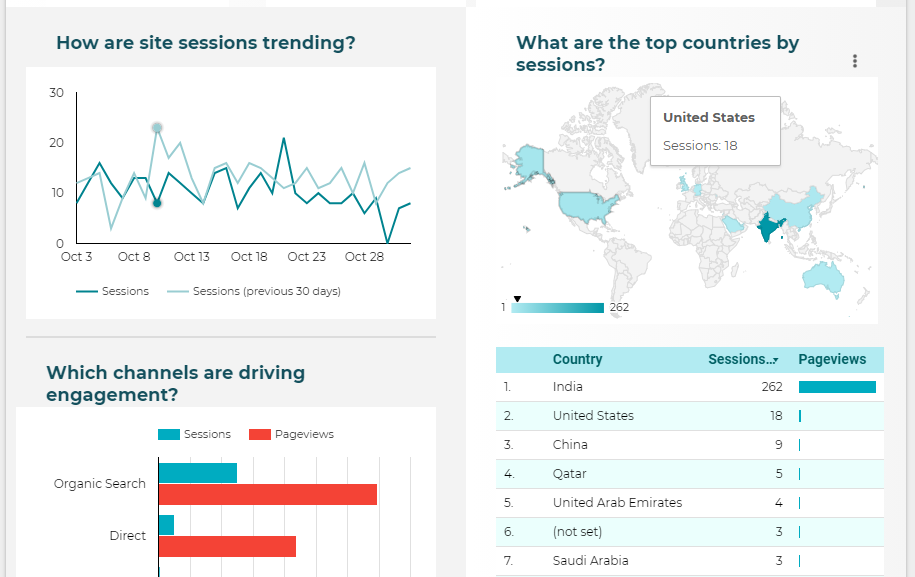 How are site sessions trending?
30
20
10
0
Oct 3
Oct 8
Oct 13
Oct 18
Oct 23
Oct 28
Sessions
Sessions (previous 30 days)
Which channels are driving
engagement?
Sessions
Pageviews
Organic Search
Direct
What are the top countries by
sessions?
United States
Sessions: 18
1
262
Country
Sessions...
Pageviews
1.
India
262
2.
United States
18
3.
China
9
4.
Qatar
5
5.
United Arab Emirates
4
6.
(not set)
3
7.
Saudi Arabia
3